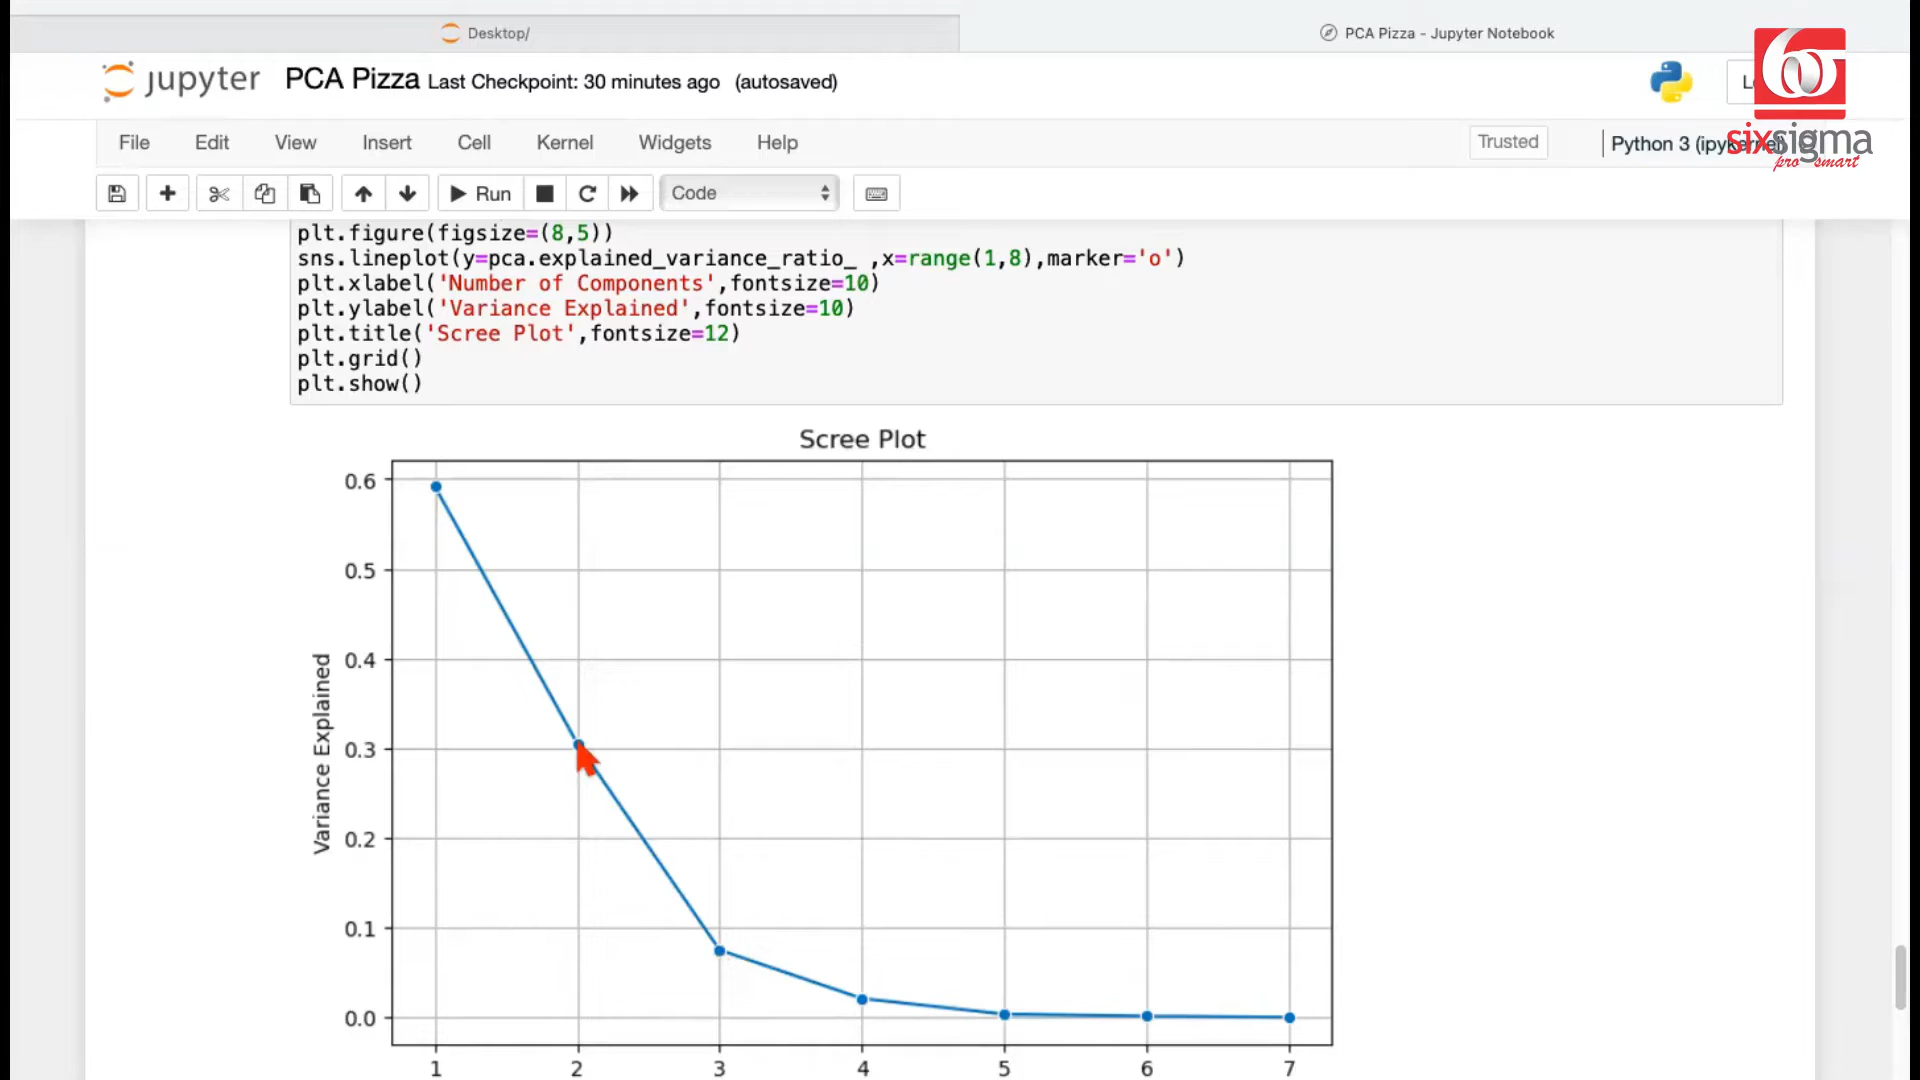 Desktop/
PCA Pizza - Jupyter Notebook
jupyter PCA Pizza Last Checkpoint: 30 minutes ago (autosaved)
File Edit View Insert Cell Kernel Widgets Help
Trusted
Python 3
sixsigma
pro smart
Run
Code
plt.figure(figsize=(8,5))
sns.lineplot(y=pca.explained_variance_ratio_ ,x=range(1,8),marker='o')
plt.xlabel('Number of Components',fontsize=10)
plt.ylabel('Variance Explained',fontsize=10)
plt.title('Scree Plot',fontsize=12)
plt.grid()
plt.show()
Scree Plot
Variance Explained
0.6
0.5
0.4
0.3
0.2
0.1
0.0
1 2 3 4 5 6 7